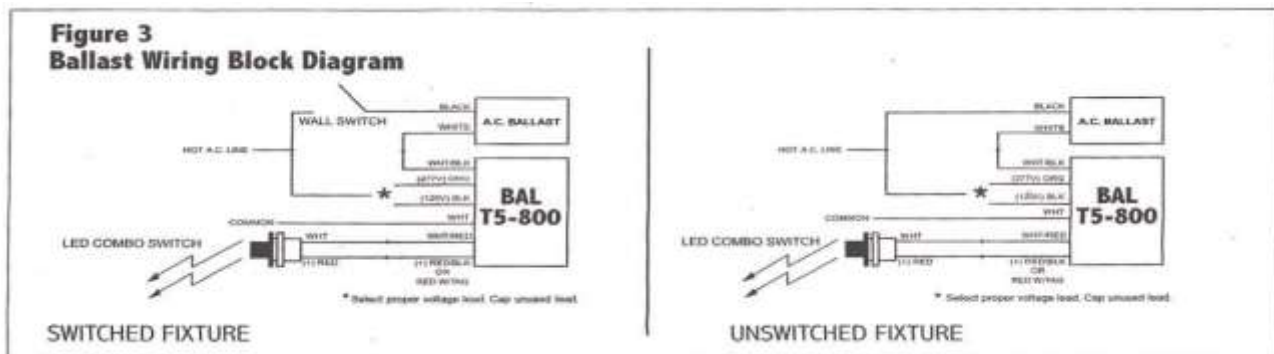 Figure 3
Ballast Wiring Block Diagram
BLACK
WALL SWITCH
A.C. BALLAST
WHITE
HOT A.C. LINE
WHT/BLK
(277V) ORG
*
(120V) BLK
BAL
T5-800
WHT
COMMON
LED COMBO SWITCH
WHT
WHT/RED
(+) RED
(+) RED/BLK
OR
RED W/TAG
* Select proper voltage lead. Cap unused lead.
SWITCHED FIXTURE
BLACK
A.C. BALLAST
WHITE
HOT A.C. LINE
WHT/BLK
(277V) ORG
*
(120V) BLK
BAL
T5-800
WHT
COMMON
LED COMBO SWITCH
WHT
WHT/RED
(+) RED
(+) RED/BLK
OR
RED W/TAG
* Select proper voltage lead. Cap unused lead.
UNSWITCHED FIXTURE